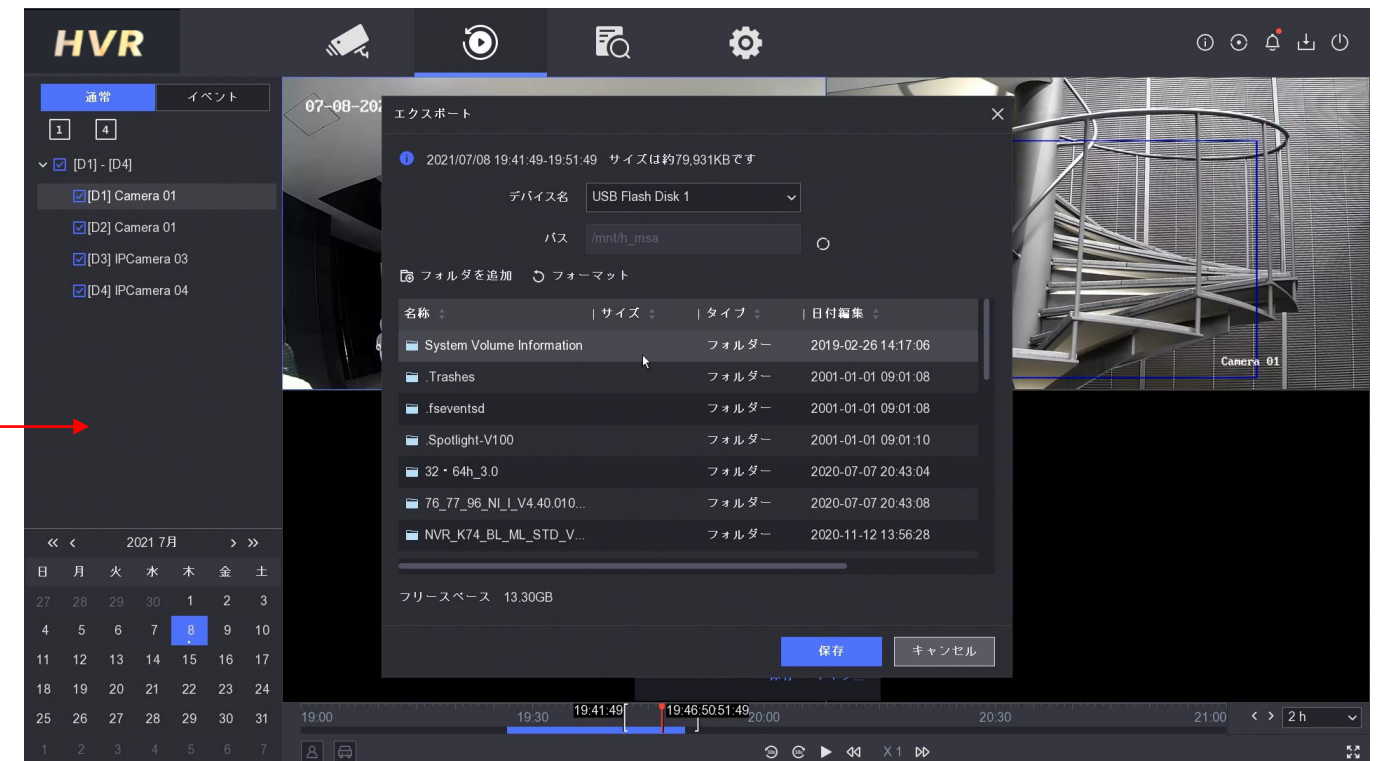 HVR
通常 イベント
07-08-202
1 4
[D1] - [D4]
[D1] Camera 01
[D2] Camera 01
[D3] IPCamera 03
[D4] IPCamera 04
エクスポート
2021/07/08 19:41:49-19:51:49 サイズは約79,931KBです
デバイス名 USB Flash Disk 1
パス /mnt/h_msa
フォルダを追加 フォーマット
名称 | サイズ | タイプ | 日付編集
System Volume Information フォルダー 2019-02-26 14:17:06
.Trashes フォルダー 2001-01-01 09:01:08
.fseventsd フォルダー 2001-01-01 09:01:08
.Spotlight-V100 フォルダー 2001-01-01 09:01:10
32・64h_3.0 フォルダー 2020-07-07 20:43:04
76_77_96_NI_I_V4.40.010... フォルダー 2020-07-07 20:43:08
NVR_K74_BL_ML_STD_V... フォルダー 2020-11-12 13:56:28
フリースペース 13.30GB
保存 キャンセル
Camera 01
2021 7月
日 月 火 水 木 金 土
27 28 29 30 1 2 3
4 5 6 7 8 9 10
11 12 13 14 15 16 17
18 19 20 21 22 23 24
25 26 27 28 29 30 31
1 2 3 4 5 6 7
19:41:49 19:46:50:51:49
19:00 19:30 20:00 20:30 21:00 2 h
30s 30s X 1